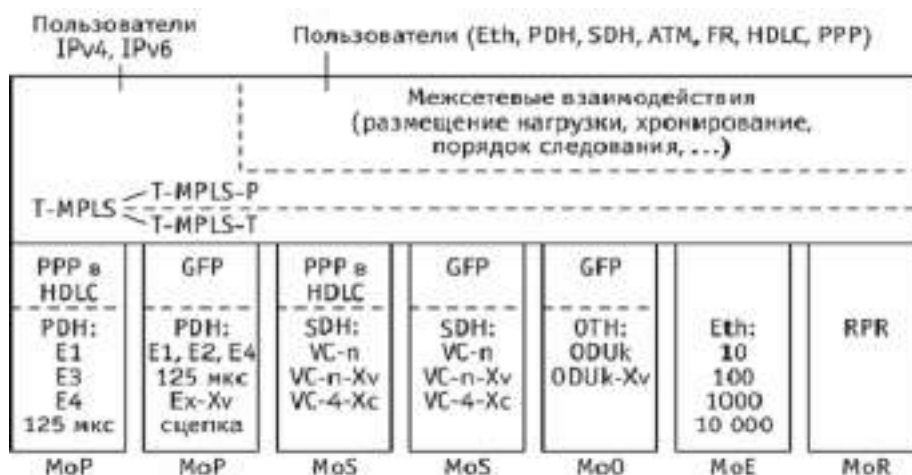 Пользователи
IPv4, IPv6
Пользователи (Eth, PDH, SDH, ATM, FR, HDLC, PPP)
Межсетевые взаимодействия
(размещение нагрузки, хронирование,
порядок следования, ...)
T-MPLS
T-MPLS-P
T-MPLS-T
PPP в
HDLC
PDH:
E1
E3
E4
125 мкс
MoP
GFP
PDH:
E1, E2, E4
125 мкс
Ex-Xv
сцепка
MoP
PPP в
HDLC
SDH:
VC-n
VC-n-Xv
VC-4-Xc
MoS
GFP
SDH:
VC-n
VC-n-Xv
VC-4-Xc
MoS
GFP
OTH:
ODUk
ODUk-Xv
MoO
Eth:
10
100
1000
10 000
MoE
RPR
MoR